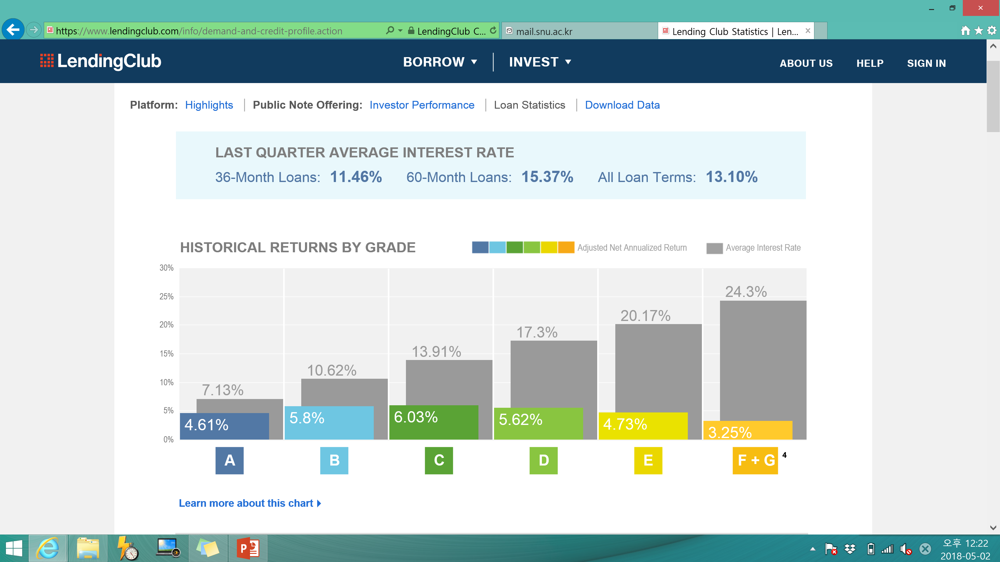 https://www.lendingclub.com/info/demand-and-credit-profile.action LendingClub C... mail.snu.ac.kr Lending Club Statistics | Len...
LendingClub BORROW INVEST ABOUT US HELP SIGN IN
Platform: Highlights Public Note Offering: Investor Performance Loan Statistics Download Data
LAST QUARTER AVERAGE INTEREST RATE
36-Month Loans: 11.46% 60-Month Loans: 15.37% All Loan Terms: 13.10%
HISTORICAL RETURNS BY GRADE Adjusted Net Annualized Return Average Interest Rate
30%
25%
20%
15%
10%
5%
0%
7.13%
10.62%
13.91%
17.3%
20.17%
24.3%
4.61%
5.8%
6.03%
5.62%
4.73%
3.25%
A B C D E F + G 4
Learn more about this chart
오후 12:22
2018-05-02